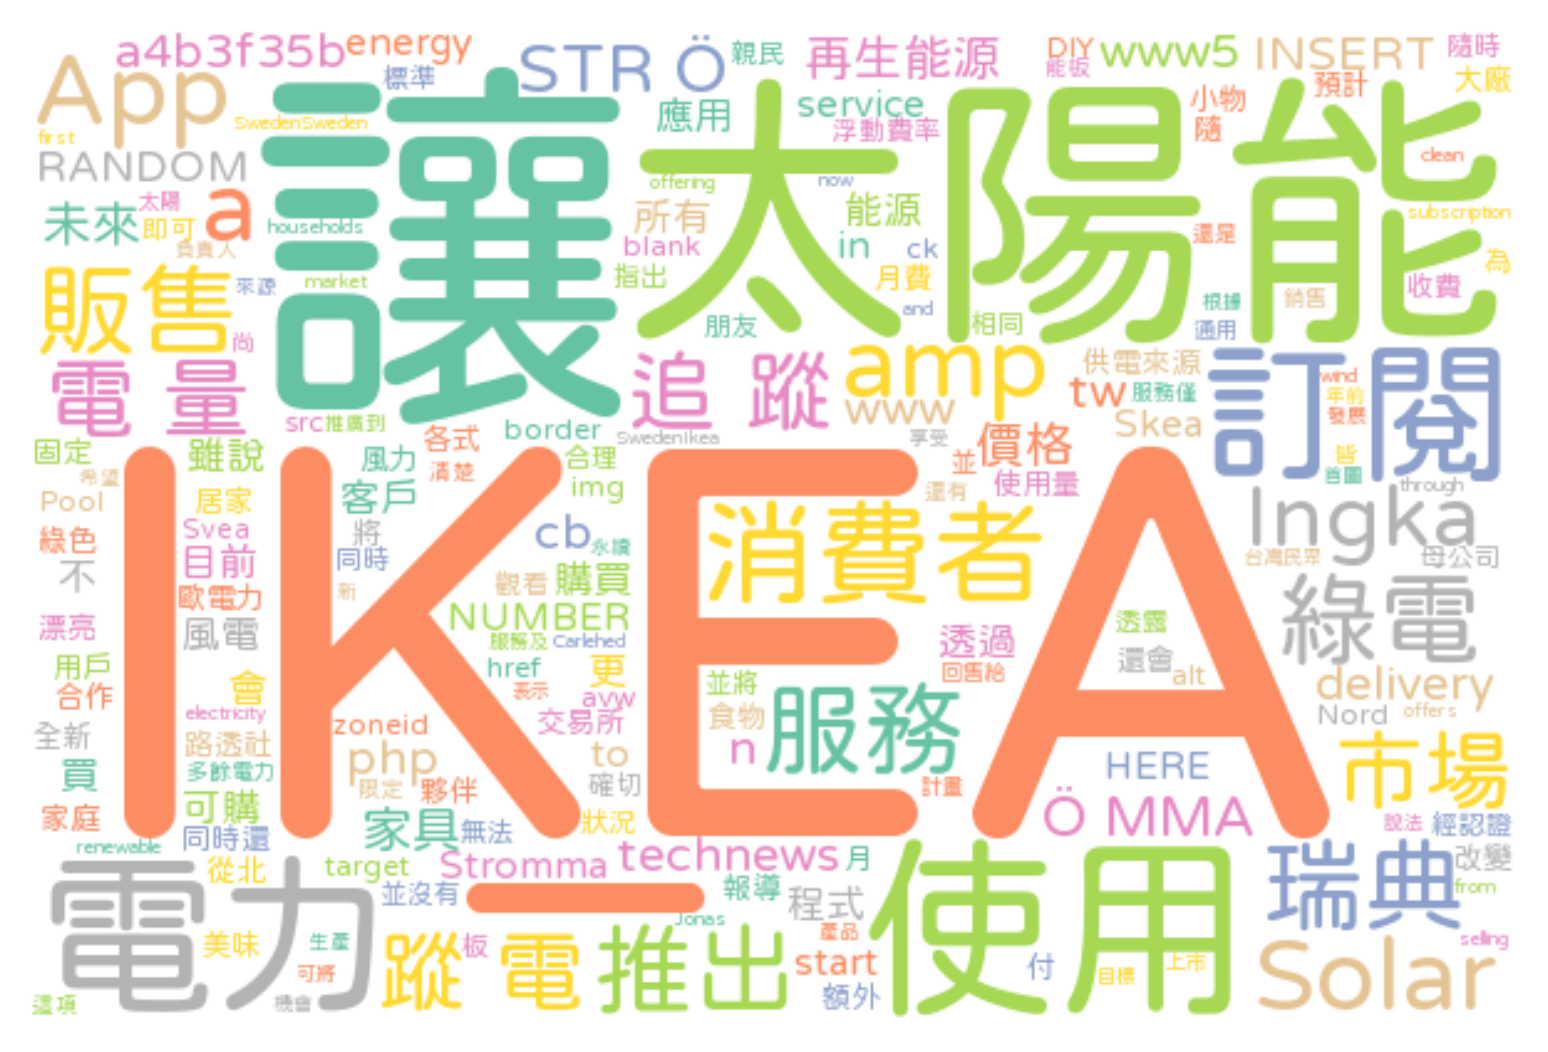 a4b3f35b energy STR Ö 親民 再生能源 DIY www5 INSERT 隨時
App 標準 能板 預計 大廠
first SwedenSweden 讓 應用 service 太陽能 小物
RANDOM 浮動費率 隨 clean
太陽 offering now
未來 即可 a households 所有 能源 subscription
負責人 blank in ck 還是
販售 來源 market 指出 月費 根據 銷售 收費 為
尚 朋友 and 相同 通用
電 量 追 蹤 amp 供電來源 訂閱
tw 服務僅 wind 年前
src 推廣到 border SwedenIkea www Skea 發展
固定 雖說 風力 各式 合理 享受 並 價格 皆
希望 清楚 還有 使用量 首圖 through
Pool 居家 客戶 img IKEA 消費者 Ingka
綠色 Svea 將 cb 永續 台灣民眾 母公司
不 目前 同時 觀看 購買 綠電
歐電力 新 NUMBER
漂亮 風電 服務及 Carlehed 透過 透露
用戶 href 更 回售給 還會 alt
合作 會 表示 avw 並將 服務 delivery
electricity zoneid 交易所 食物 Nord offers
全新 路透社 php to n HERE 市場
買 多餘電力 限定 夥伴 確切 計畫
家庭 可購 家具 無法 狀況 Ö MMA 說法 經認證
同時還
renewable 從北 target Stromma technews 月 瑞典 改變
電力 並沒有 _ 報導 程式 使用 from
Jonas
美味 生產 蹤 板 電 推出 產品 selling
可將 start 付 目標 上市 Solar
這項 機會 額外